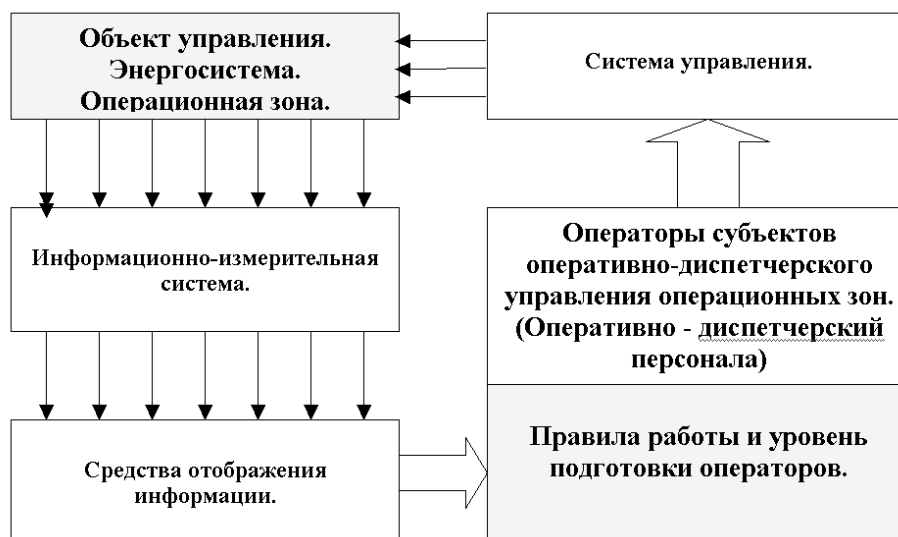 Объект управления.
Энергосистема.
Операционная зона.
Система управления.
Информационно-измерительная
система.
Операторы субъектов
оперативно-диспетчерского
управления операционных зон.
(Оперативно - диспетчерский
персонала)
Средства отображения
информации.
Правила работы и уровень
подготовки операторов.